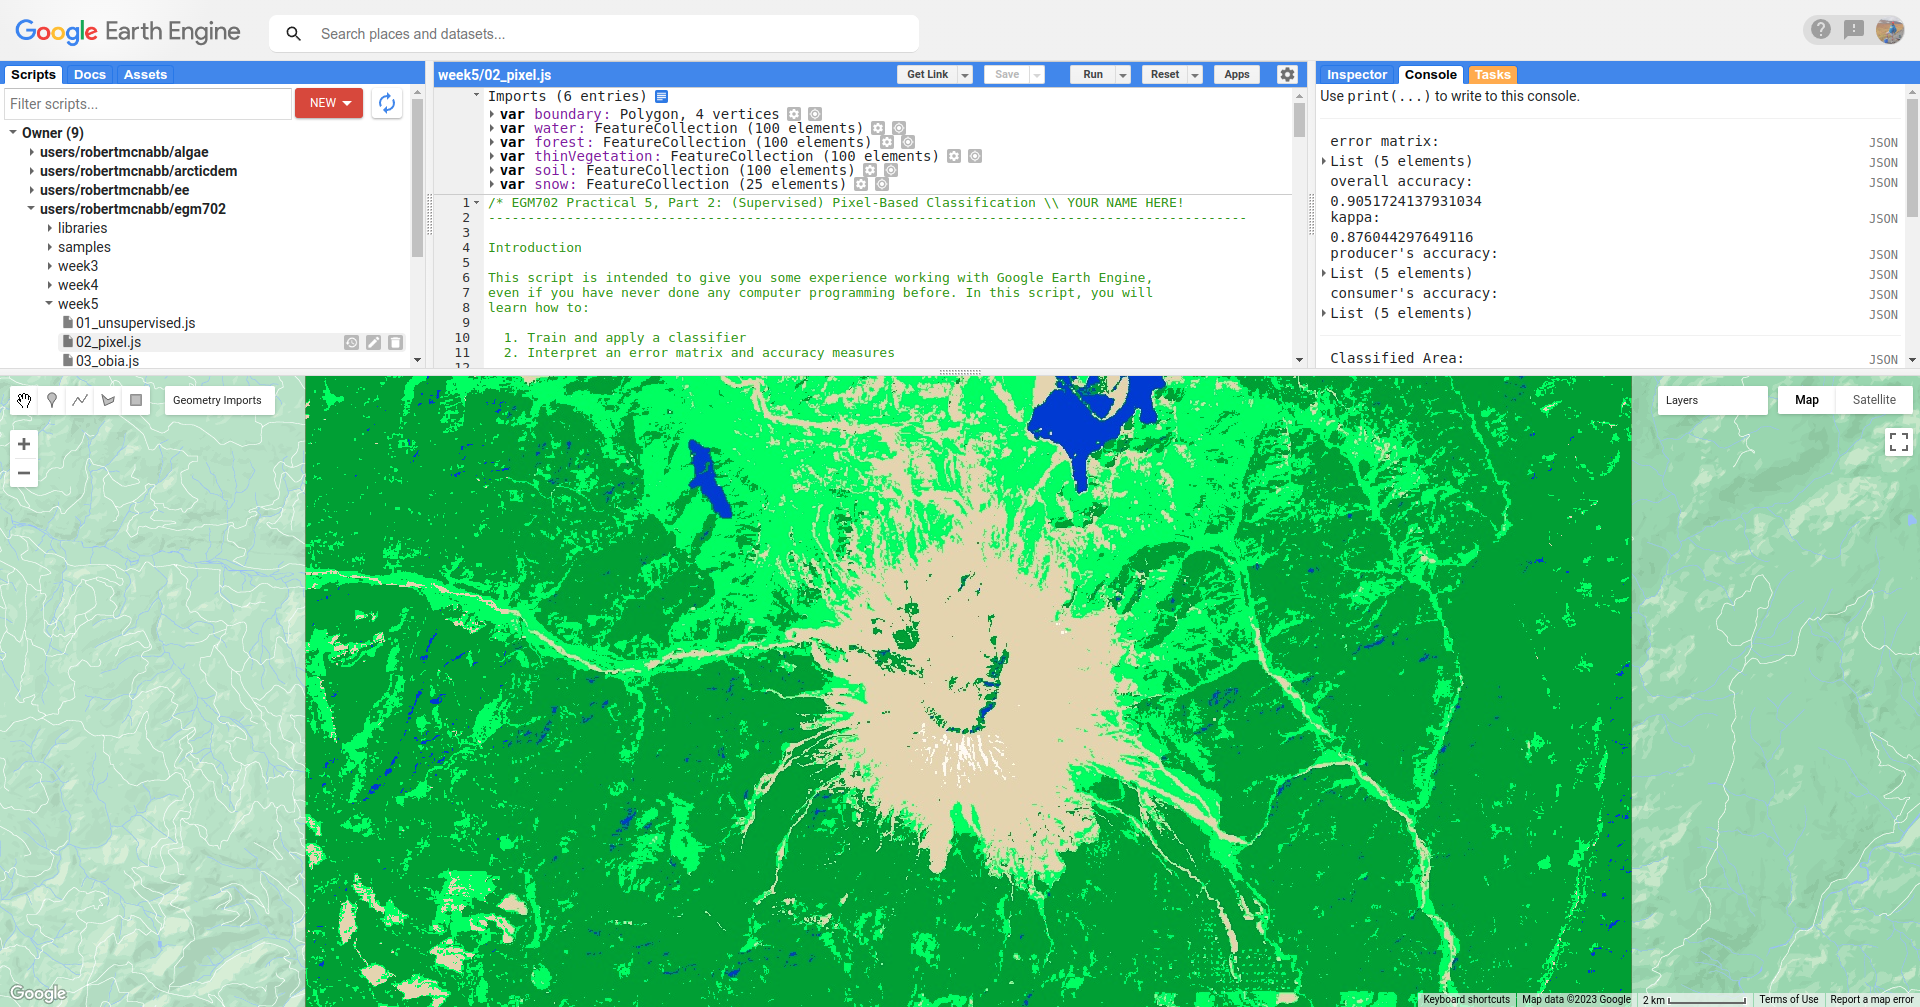 Google Earth Engine
Search places and datasets...
Scripts Docs Assets
Filter scripts...
NEW
Owner (9)
users/robertmcnabb/algae
users/robertmcnabb/arcticdem
users/robertmcnabb/ee
users/robertmcnabb/egm702
libraries
samples
week3
week4
week5
01_unsupervised.js
02_pixel.js
03_obia.js
week5/02_pixel.js
Get Link Save Run Reset Apps
Imports (6 entries)
var boundary: Polygon, 4 vertices
var water: FeatureCollection (100 elements)
var forest: FeatureCollection (100 elements)
var thinVegetation: FeatureCollection (100 elements)
var soil: FeatureCollection (100 elements)
var snow: FeatureCollection (25 elements)
1 /* EGM702 Practical 5, Part 2: (Supervised) Pixel-Based Classification \\ YOUR NAME HERE!
2 -------------------------------------------------------------------------------------------------
3
4 Introduction
5
6 This script is intended to give you some experience working with Google Earth Engine,
7 even if you have never done any computer programming before. In this script, you will
8 learn how to:
9
10 1. Train and apply a classifier
11 2. Interpret an error matrix and accuracy measures
12
Inspector Console Tasks
Use print(...) to write to this console.
error matrix: JSON
List (5 elements) JSON
overall accuracy: JSON
0.9051724137931034
kappa: JSON
0.876044297649116
producer's accuracy: JSON
List (5 elements) JSON
consumer's accuracy: JSON
List (5 elements) JSON
Classified Area: JSON
Geometry Imports
+
−
Layers
Map Satellite
Google
Keyboard shortcuts Map data ©2023 Google 2 km Terms of Use Report a map error